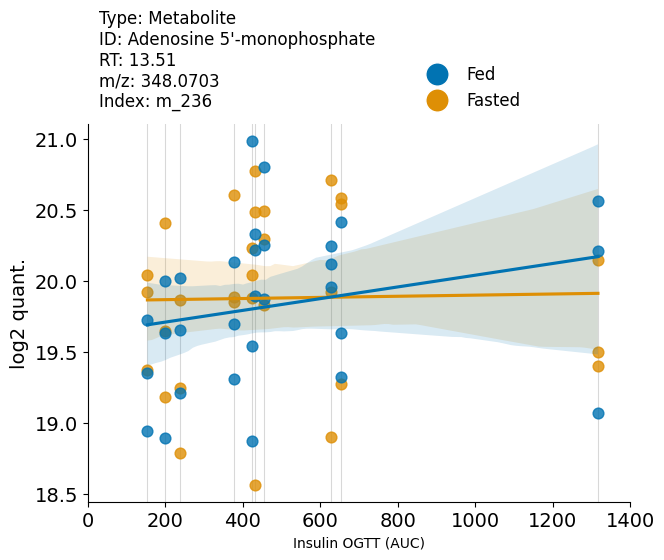 Type: Metabolite
ID: Adenosine 5'-monophosphate
RT: 13.51
m/z: 348.0703
Index: m_236
Fed
Fasted
21.0
20.5
20.0
19.5
19.0
18.5
log2 quant.
0 200 400 600 800 1000 1200 1400
Insulin OGTT (AUC)